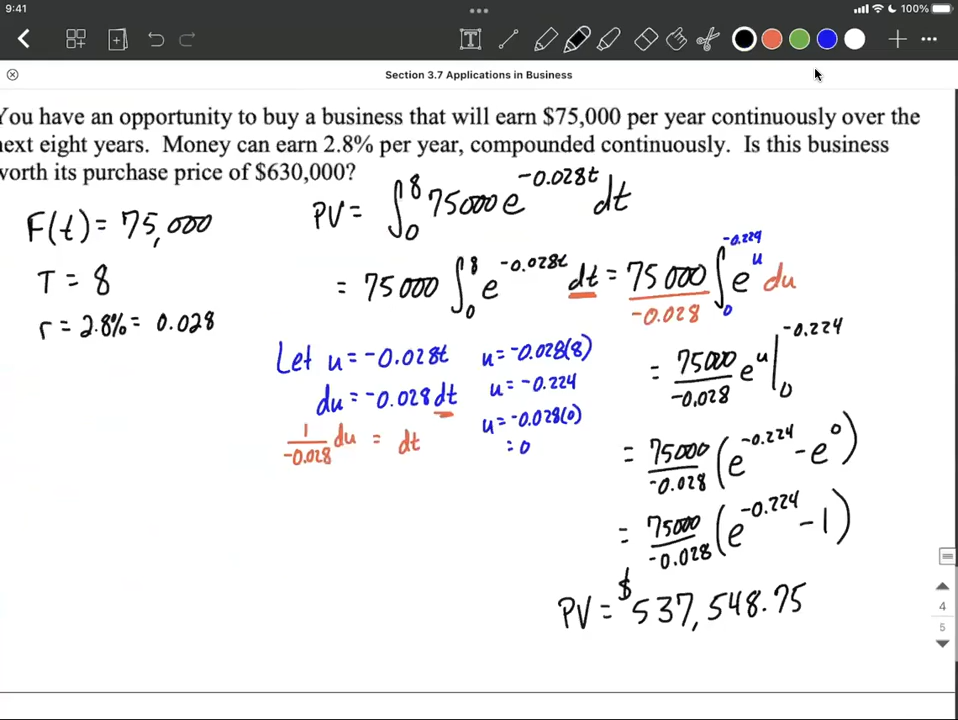 9:41
100%
Section 3.7 Applications in Business
You have an opportunity to buy a business that will earn $75,000 per year continuously over the
next eight years. Money can earn 2.8% per year, compounded continuously. Is this business
worth its purchase price of $630,000?
F(t) = 75,000
T = 8
r = 2.8% = 0.028
PV = ∫₀⁸ 75000 e^(-0.028t) dt
= 75000 ∫₀⁸ e^(-0.028t) dt = 75000/-0.028 ∫₀^(-0.224) e^u du
Let u = -0.028t
du = -0.028 dt
1/-0.028 du = dt
u = -0.028(8)
u = -0.224
u = -0.028(0)
= 0
= 75000/-0.028 e^u |₀^(-0.224)
= 75000/-0.028 (e^(-0.224) - e^0)
= 75000/-0.028 (e^(-0.224) - 1)
PV = $537,548.75
4
5